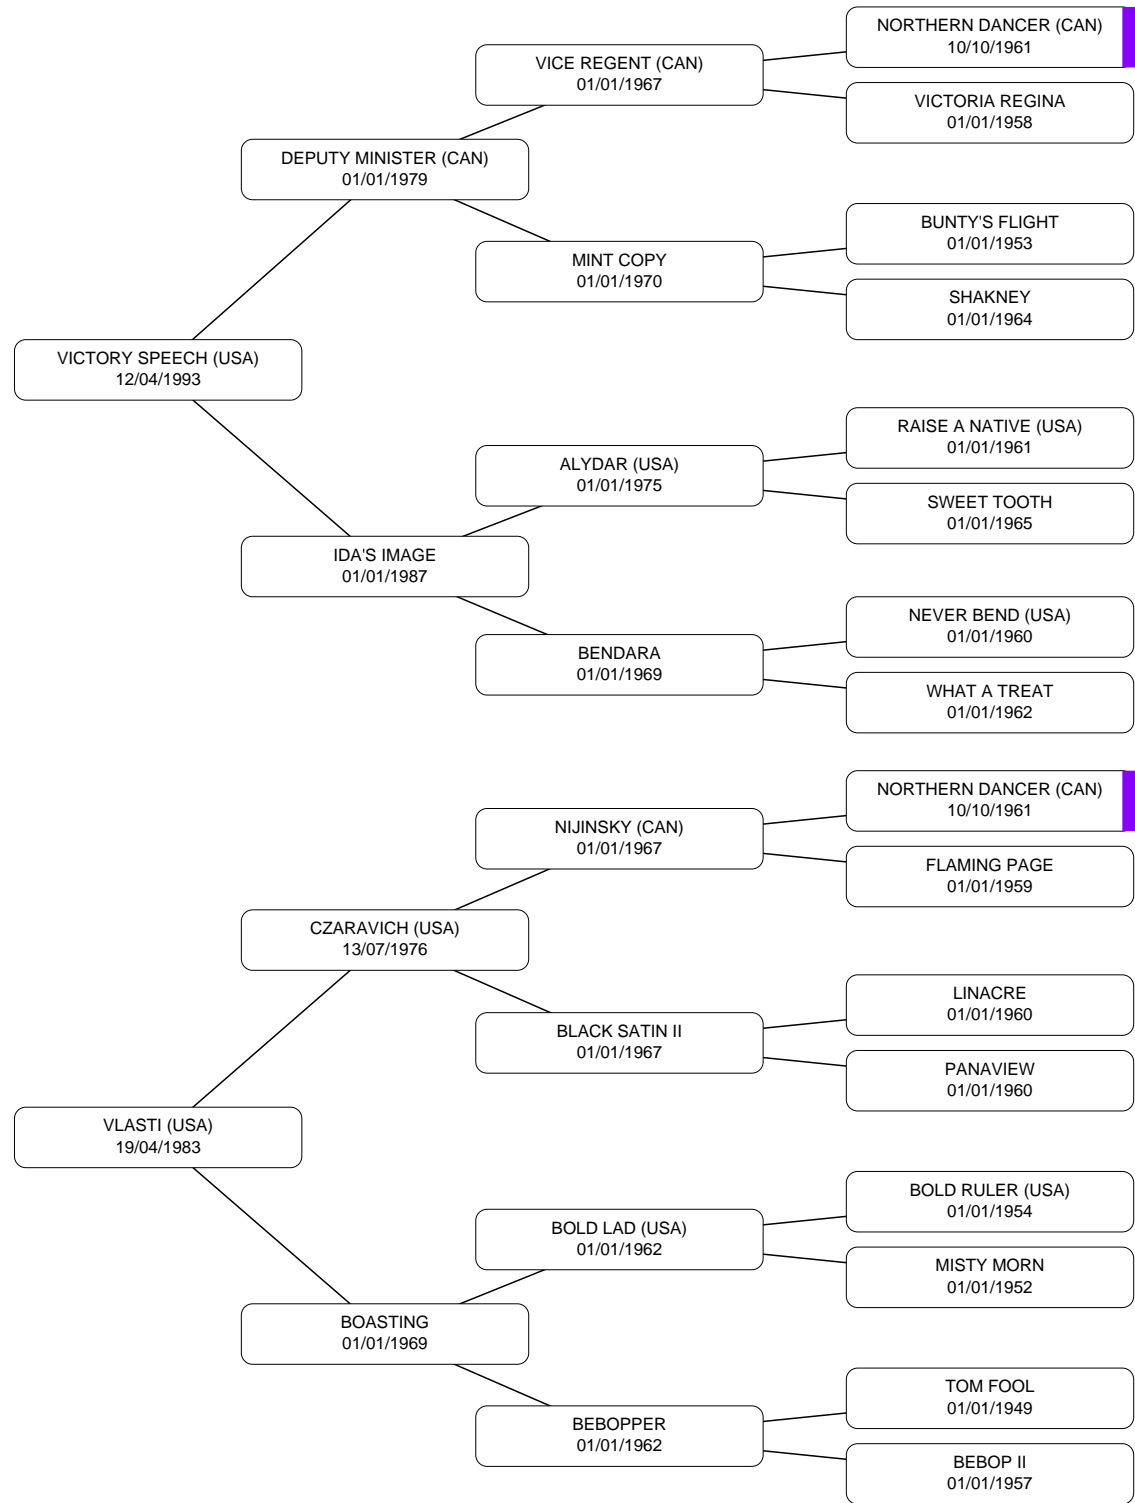 NORTHERN DANCER (CAN)
10/10/1961
VICE REGENT (CAN)
01/01/1967
VICTORIA REGINA
01/01/1958
DEPUTY MINISTER (CAN)
01/01/1979
BUNTY'S FLIGHT
01/01/1953
MINT COPY
01/01/1970
SHAKNEY
01/01/1964
VICTORY SPEECH (USA)
12/04/1993
RAISE A NATIVE (USA)
01/01/1961
ALYDAR (USA)
01/01/1975
SWEET TOOTH
01/01/1965
IDA'S IMAGE
01/01/1987
NEVER BEND (USA)
01/01/1960
BENDARA
01/01/1969
WHAT A TREAT
01/01/1962
NORTHERN DANCER (CAN)
10/10/1961
NIJINSKY (CAN)
01/01/1967
FLAMING PAGE
01/01/1959
CZARAVICH (USA)
13/07/1976
LINACRE
01/01/1960
BLACK SATIN II
01/01/1967
PANAVIEW
01/01/1960
VLASTI (USA)
19/04/1983
BOLD RULER (USA)
01/01/1954
BOLD LAD (USA)
01/01/1962
MISTY MORN
01/01/1952
BOASTING
01/01/1969
TOM FOOL
01/01/1949
BEBOPPER
01/01/1962
BEBOP II
01/01/1957